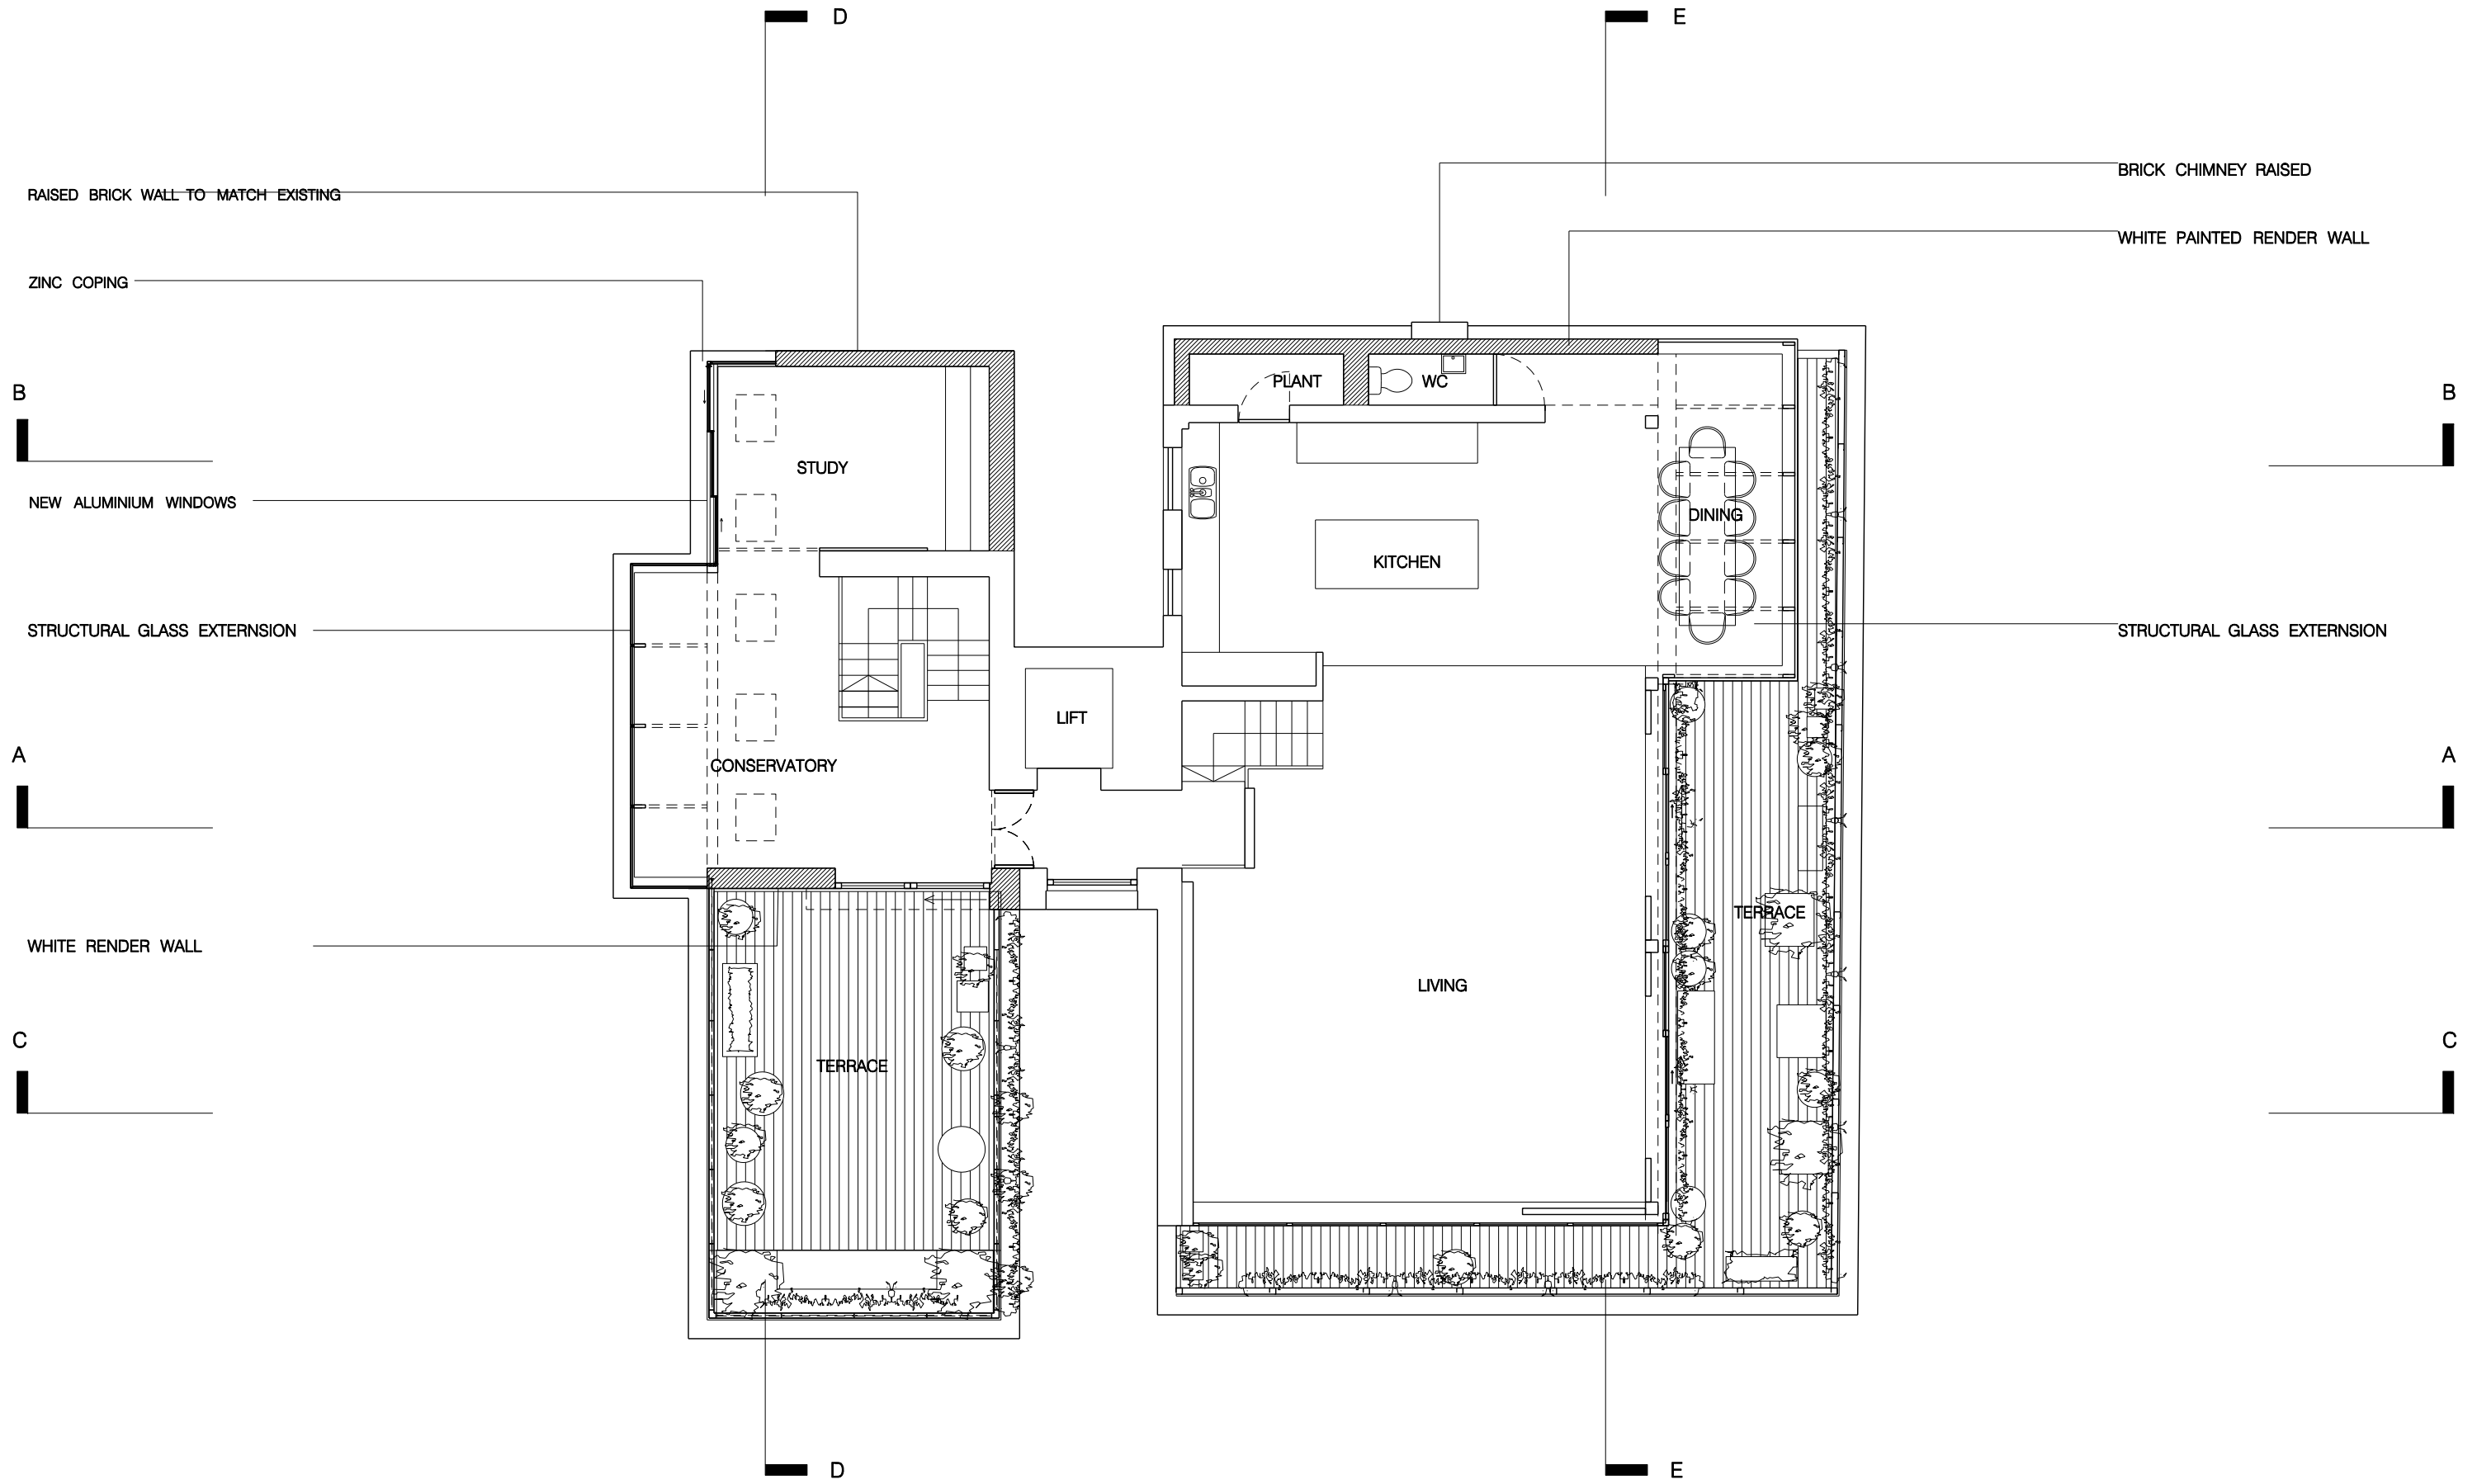 D
E
BRICK CHIMNEY RAISED
RAISED BRICK WALL TO MATCH EXISTING
WHITE PAINTED RENDER WALL
ZINC COPING
PLANT
WC
B
B
STUDY
NEW ALUMINIUM WINDOWS
DINING
KITCHEN
STRUCTURAL GLASS EXTERNSION
STRUCTURAL GLASS EXTERNSION
LIFT
A
A
CONSERVATORY
TERRACE
WHITE RENDER WALL
LIVING
C
C
TERRACE
D
E